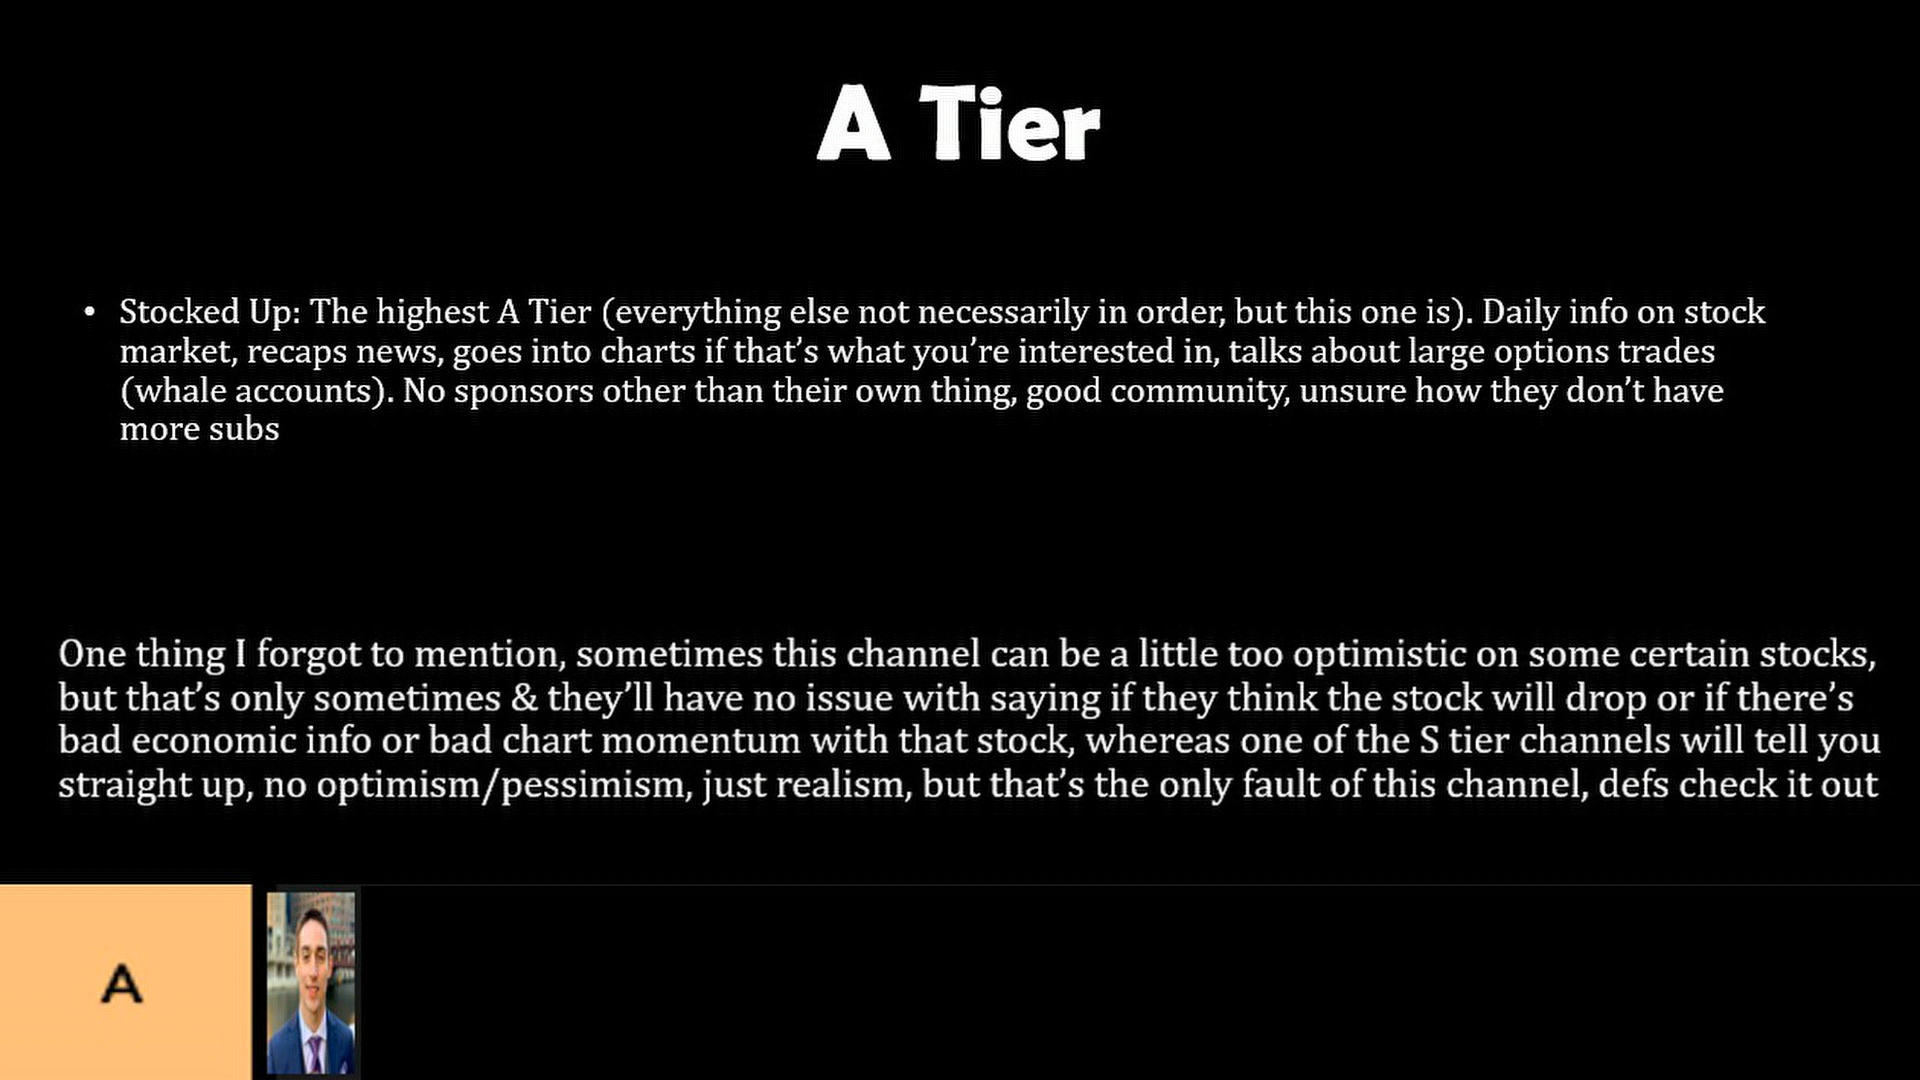 A Tier
• Stocked Up: The highest A Tier (everything else not necessarily in order, but this one is). Daily info on stock
market, recaps news, goes into charts if that’s what you’re interested in, talks about large options trades
(whale accounts). No sponsors other than their own thing, good community, unsure how they don’t have
more subs
One thing I forgot to mention, sometimes this channel can be a little too optimistic on some certain stocks,
but that’s only sometimes & they’ll have no issue with saying if they think the stock will drop or if there’s
bad economic info or bad chart momentum with that stock, whereas one of the S tier channels will tell you
straight up, no optimism/pessimism, just realism, but that’s the only fault of this channel, defs check it out
A